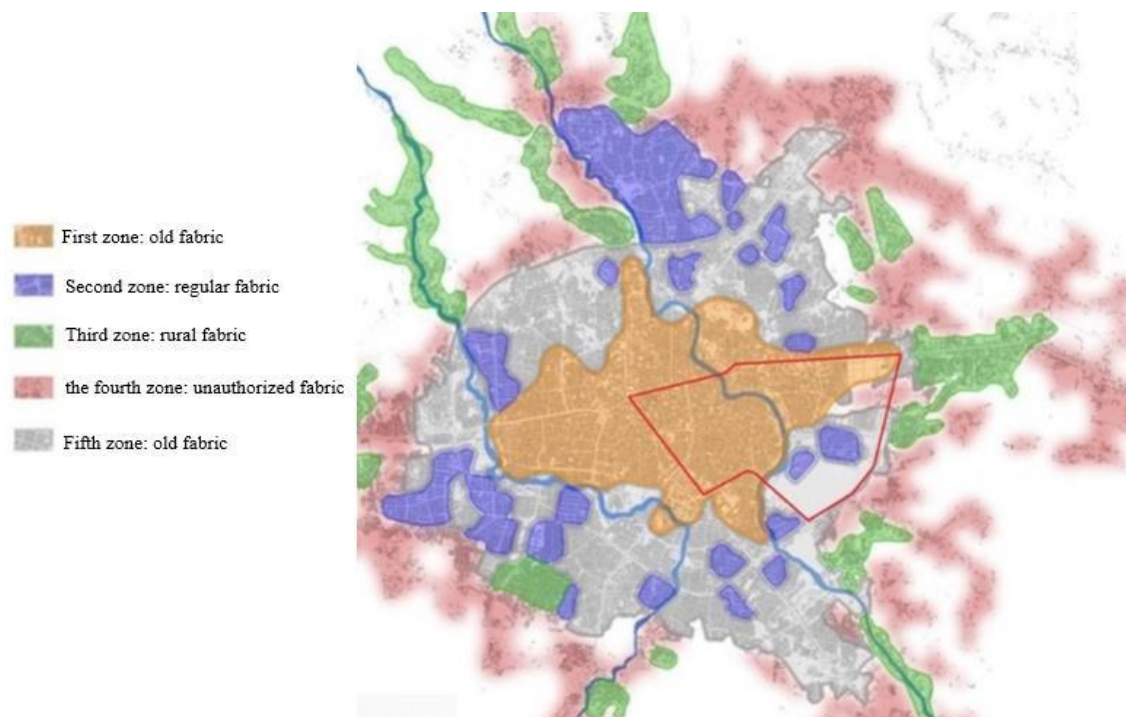 First zone: old fabric
Second zone: regular fabric
Third zone: rural fabric
the fourth zone: unauthorized fabric
Fifth zone: old fabric